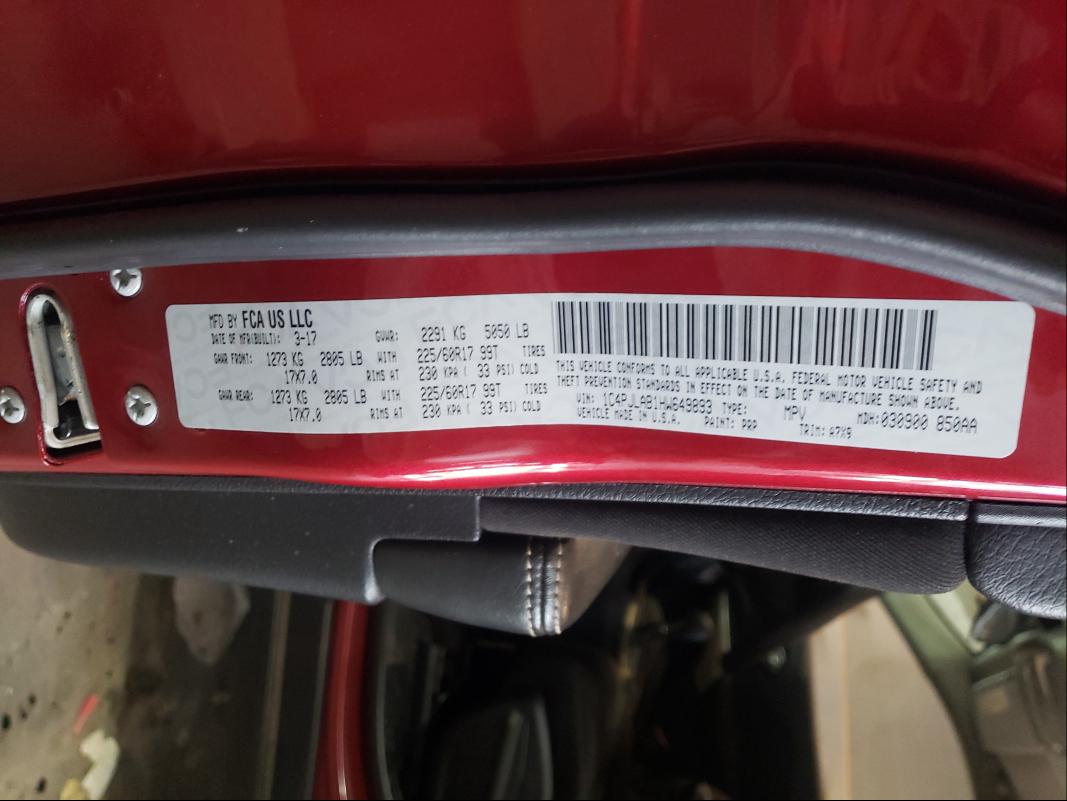 MFD BY FCA US LLC
DATE OF MFR(BUILT): 3-17 GVWR: 2291 KG 5050 LB
GAWR FRONT: 1273 KG 2805 LB WITH 225/60R17 99T TIRES
17X7.0 RIMS AT 230 KPA ( 33 PSI) COLD
GAWR REAR: 1273 KG 2805 LB WITH 225/60R17 99T TIRES
17X7.0 RIMS AT 230 KPA ( 33 PSI) COLD
THIS VEHICLE CONFORMS TO ALL APPLICABLE U.S.A. FEDERAL MOTOR VEHICLE SAFETY AND
THEFT PREVENTION STANDARDS IN EFFECT ON THE DATE OF MANUFACTURE SHOWN ABOVE.
VIN: 1C4PJLAB1HW649833 TYPE: MPV MDH: 030900 850AA
VEHICLE MADE IN U.S.A. PAINT: PRP TRIM: A7X9